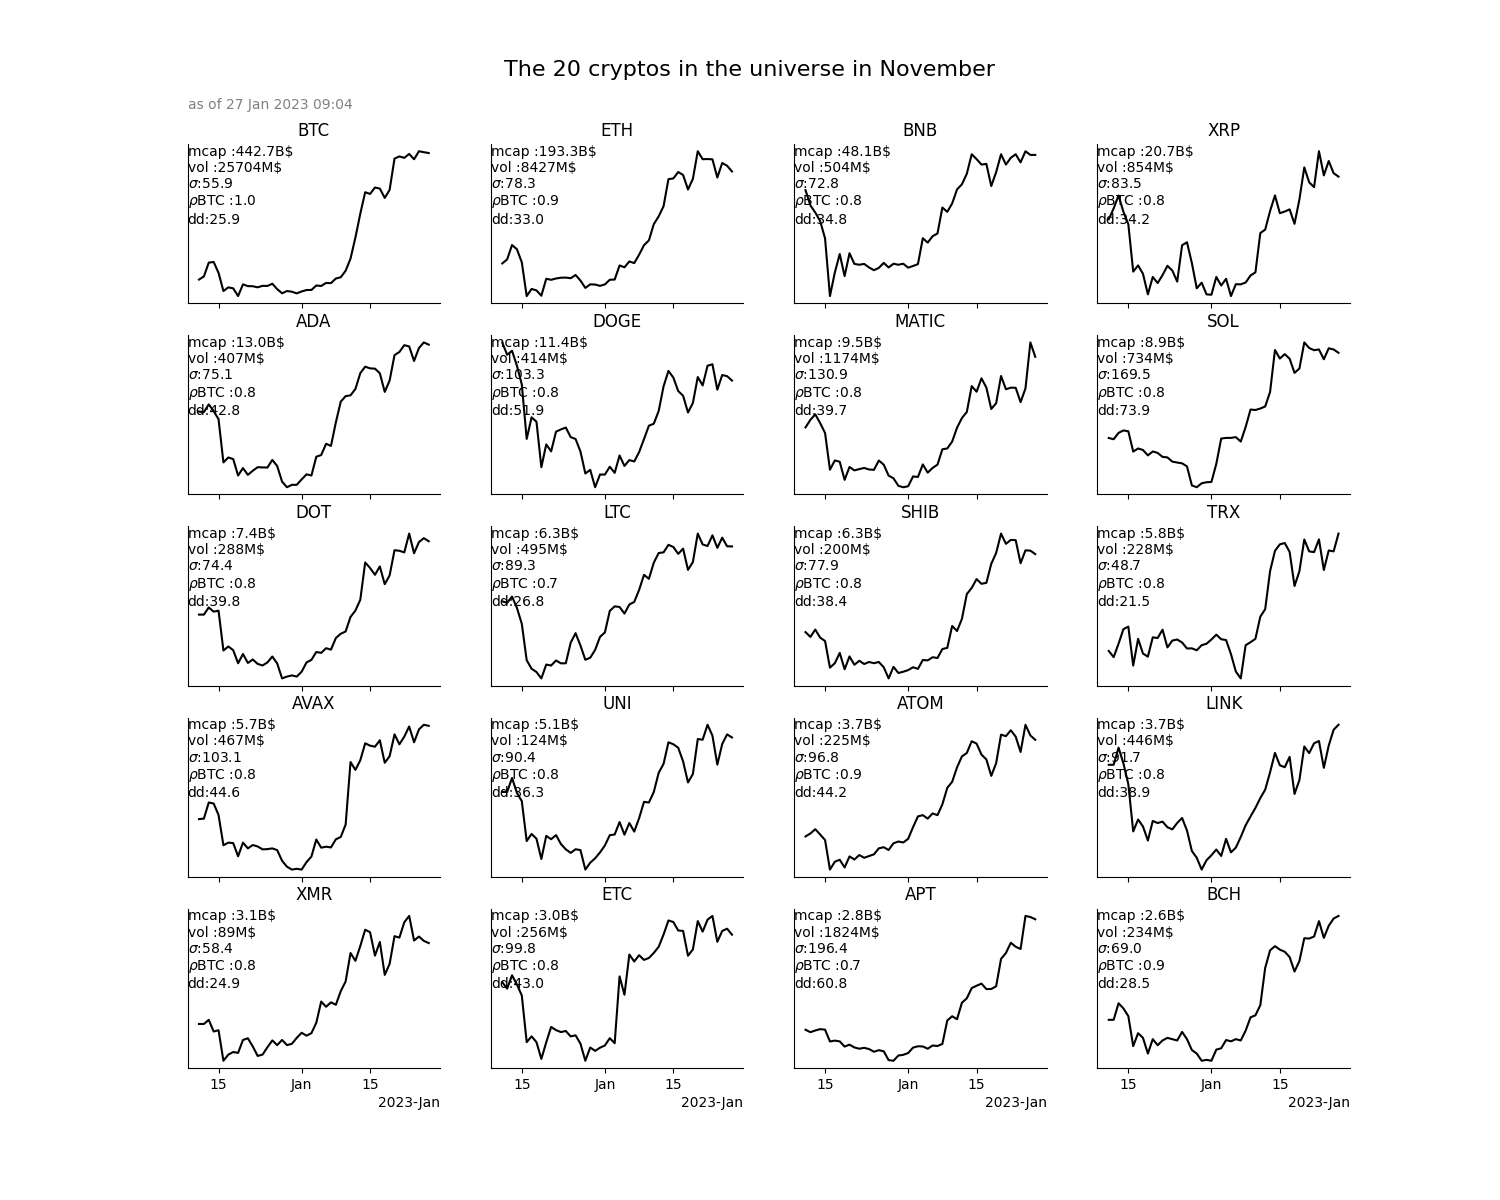 The 20 cryptos in the universe in November
as of 27 Jan 2023 09:04
BTC
mcap :442.7B$
vol :25704M$
σ:55.9
ρBTC :1.0
dd:25.9
ETH
mcap :193.3B$
vol :8427M$
σ:78.3
ρBTC :0.9
dd:33.0
BNB
mcap :48.1B$
vol :504M$
σ:72.8
ρBTC :0.8
dd:34.8
XRP
mcap :20.7B$
vol :854M$
σ:83.5
ρBTC :0.8
dd:34.2
ADA
mcap :13.0B$
vol :407M$
σ:75.1
ρBTC :0.8
dd:42.8
DOGE
mcap :11.4B$
vol :414M$
σ:103.3
ρBTC :0.8
dd:51.9
MATIC
mcap :9.5B$
vol :1174M$
σ:130.9
ρBTC :0.8
dd:39.7
SOL
mcap :8.9B$
vol :734M$
σ:169.5
ρBTC :0.8
dd:73.9
DOT
mcap :7.4B$
vol :288M$
σ:74.4
ρBTC :0.8
dd:39.8
LTC
mcap :6.3B$
vol :495M$
σ:89.3
ρBTC :0.7
dd:26.8
SHIB
mcap :6.3B$
vol :200M$
σ:77.9
ρBTC :0.8
dd:38.4
TRX
mcap :5.8B$
vol :228M$
σ:48.7
ρBTC :0.8
dd:21.5
AVAX
mcap :5.7B$
vol :467M$
σ:103.1
ρBTC :0.8
dd:44.6
UNI
mcap :5.1B$
vol :124M$
σ:90.4
ρBTC :0.8
dd:36.3
ATOM
mcap :3.7B$
vol :225M$
σ:96.8
ρBTC :0.9
dd:44.2
LINK
mcap :3.7B$
vol :446M$
σ:91.7
ρBTC :0.8
dd:38.9
XMR
mcap :3.1B$
vol :89M$
σ:58.4
ρBTC :0.8
dd:24.9
15 Jan 15
2023-Jan
ETC
mcap :3.0B$
vol :256M$
σ:99.8
ρBTC :0.8
dd:43.0
15 Jan 15
2023-Jan
APT
mcap :2.8B$
vol :1824M$
σ:196.4
ρBTC :0.7
dd:60.8
15 Jan 15
2023-Jan
BCH
mcap :2.6B$
vol :234M$
σ:69.0
ρBTC :0.9
dd:28.5
15 Jan 15
2023-Jan